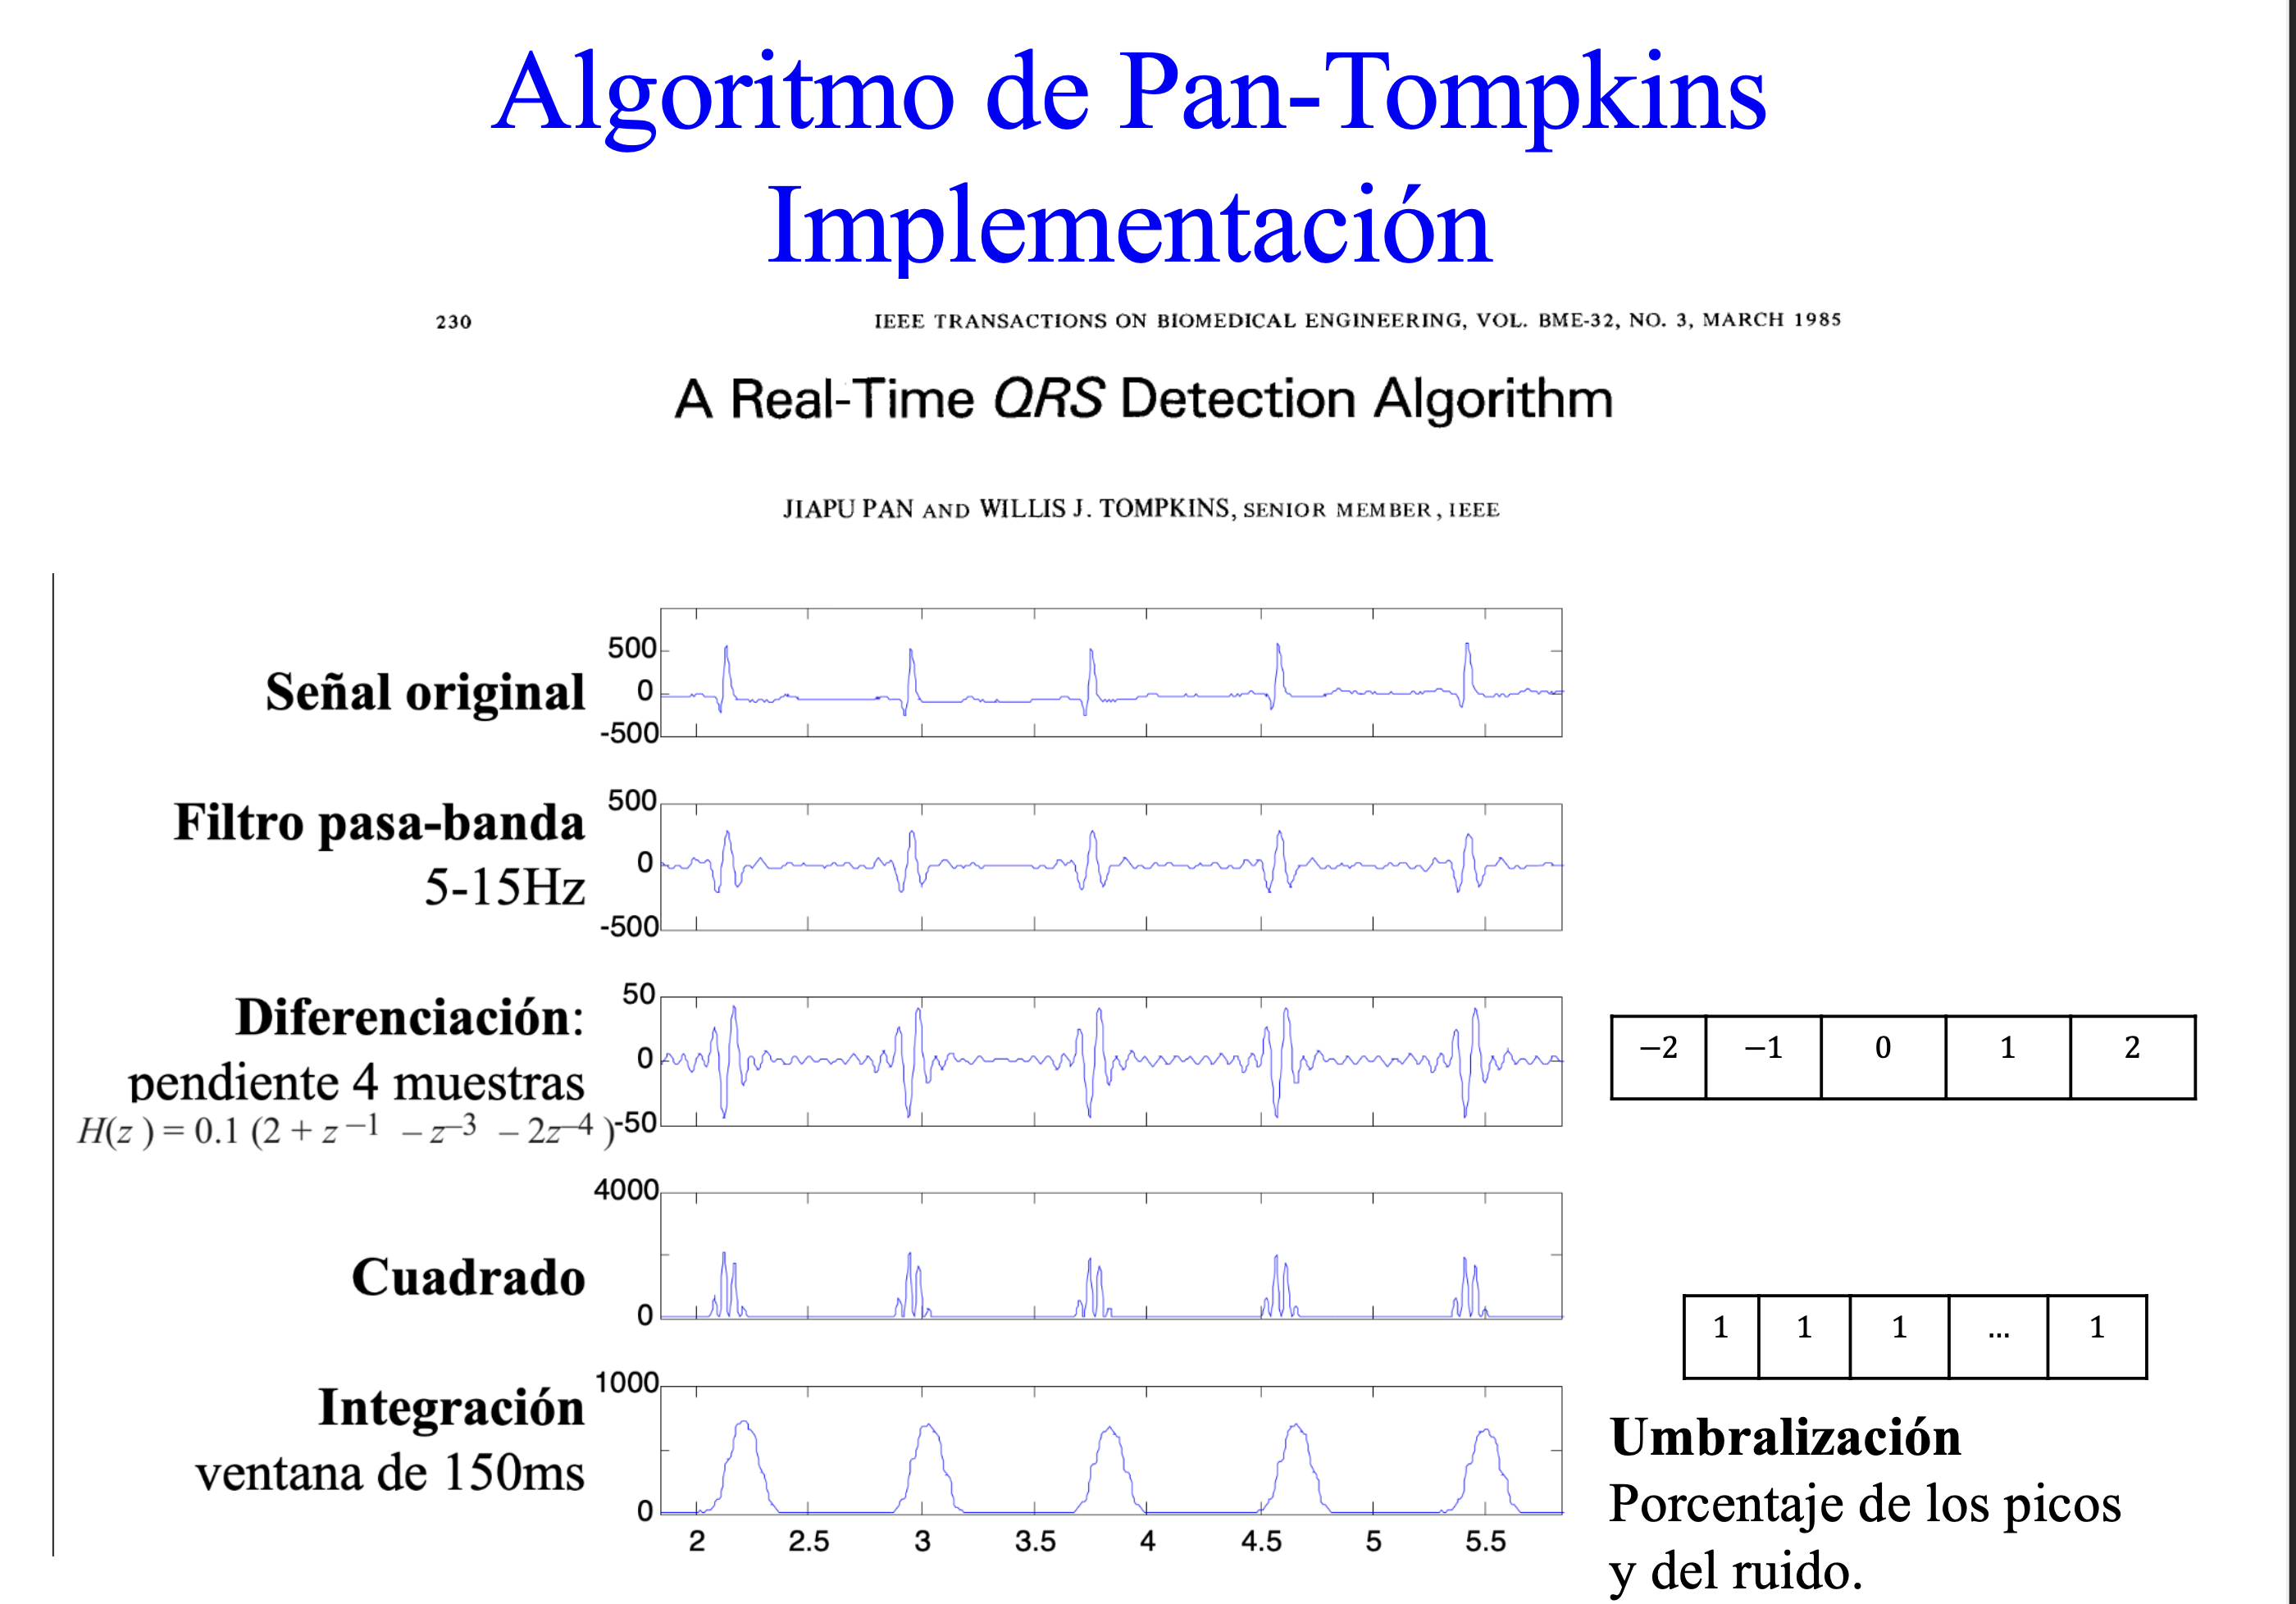 Algoritmo de Pan-Tompkins
Implementación
230
IEEE TRANSACTIONS ON BIOMEDICAL ENGINEERING, VOL. BME-32, NO. 3, MARCH 1985
A Real-Time QRS Detection Algorithm
JIAPU PAN AND WILLIS J. TOMPKINS, SENIOR MEMBER, IEEE
Señal original
500
0
-500
Filtro pasa-banda
5-15Hz
500
0
-500
Diferenciación:
pendiente 4 muestras
H(z) = 0.1 (2 + z⁻¹ – z⁻³ – 2z⁻⁴)
50
0
-50
−2 −1 0 1 2
Cuadrado
4000
0
1 1 1 ... 1
Integración
ventana de 150ms
1000
0
2 2.5 3 3.5 4 4.5 5 5.5
Umbralización
Porcentaje de los picos
y del ruido.